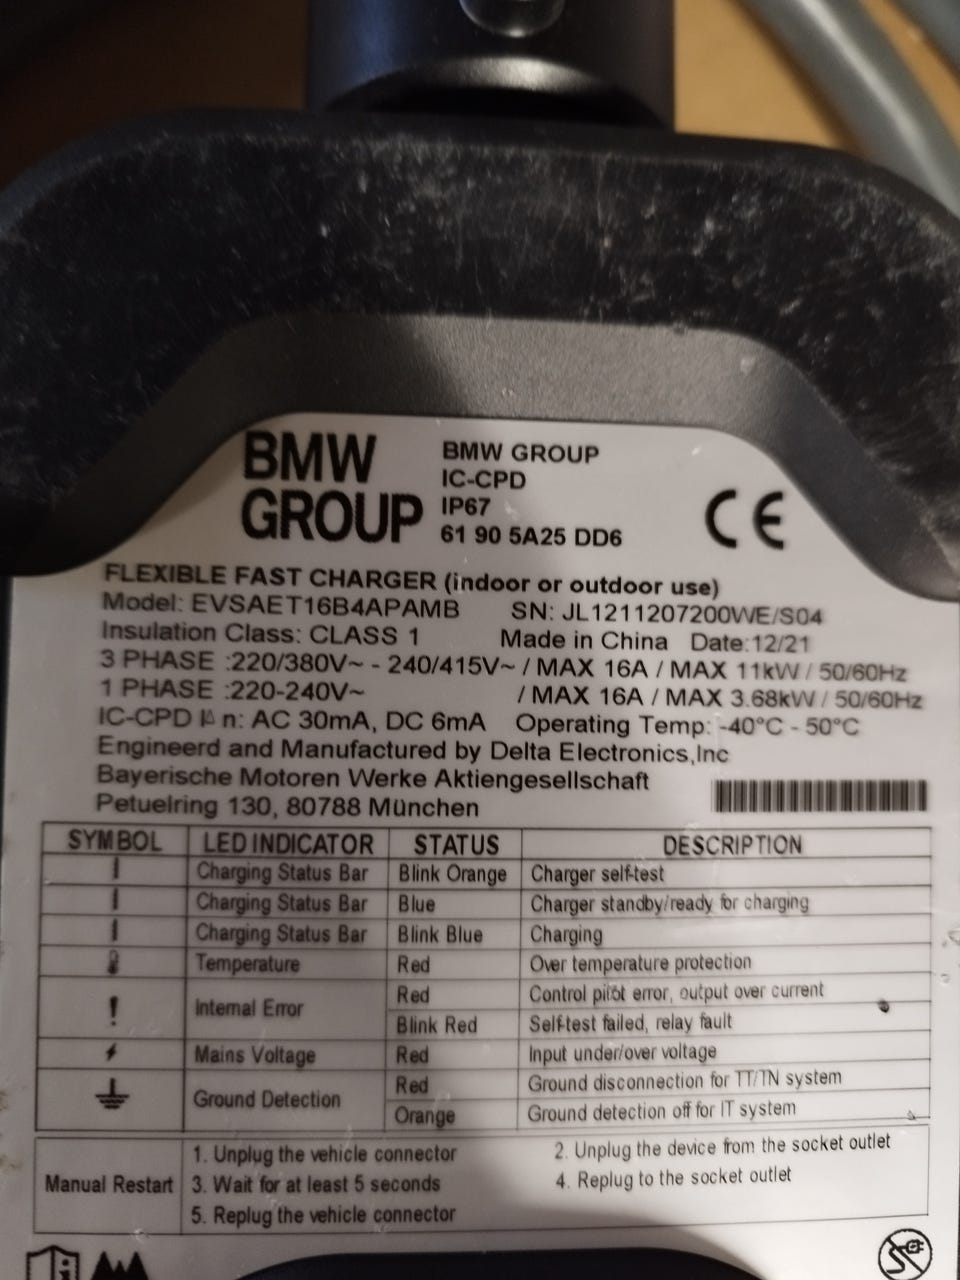 BMW GROUP
BMW GROUP
IC-CPD
IP67
61 90 5A25 DD6
CE
FLEXIBLE FAST CHARGER (indoor or outdoor use)
Model: EVSAET16B4APAMB SN: JL1211207200WE/S04
Insulation Class: CLASS 1 Made in China Date:12/21
3 PHASE :220/380V~ - 240/415V~ / MAX 16A / MAX 11kW / 50/60Hz
1 PHASE :220-240V~ / MAX 16A / MAX 3.68kW / 50/60Hz
IC-CPD I△n: AC 30mA, DC 6mA Operating Temp: -40°C - 50°C
Engineerd and Manufactured by Delta Electronics,Inc
Bayerische Motoren Werke Aktiengesellschaft
Petuelring 130, 80788 München
SYMBOL LED INDICATOR STATUS DESCRIPTION
Charging Status Bar Blink Orange Charger self-test
Charging Status Bar Blue Charger standby/ready for charging
Charging Status Bar Blink Blue Charging
Temperature Red Over temperature protection
! Internal Error Red Control pilot error, output over current
Blink Red Self-test failed, relay fault
Mains Voltage Red Input under/over voltage
Ground Detection Red Ground disconnection for TT/TN system
Orange Ground detection off for IT system
Manual Restart
1. Unplug the vehicle connector 2. Unplug the device from the socket outlet
3. Wait for at least 5 seconds 4. Replug to the socket outlet
5. Replug the vehicle connector